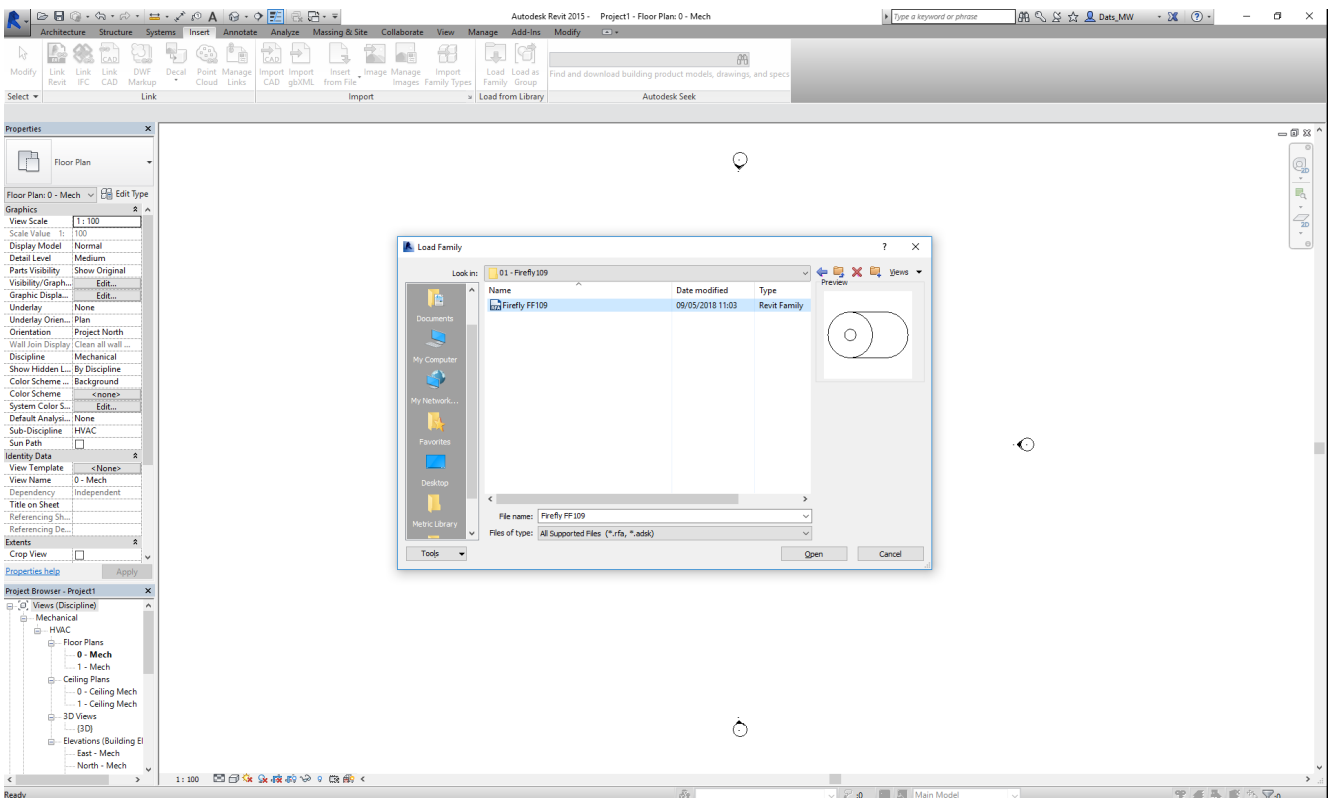 Autodesk Revit 2015 - Project1 - Floor Plan: 0 - Mech
Type a keyword or phrase
Dats_MW
Architecture Structure Systems Insert Annotate Analyze Massing & Site Collaborate View Manage Add-Ins Modify
Modify Link Link Link DWF Decal Point Manage Import Import Insert Image Manage Import Load Load as Find and download building product models, drawings, and specs
Revit IFC CAD Markup Cloud Links CAD gbXML from File Images Family Types Family Group
Select Link Import Load from Library Autodesk Seek
Properties
Floor Plan
Floor Plan: 0 - Mech Edit Type
Graphics
View Scale 1 : 100
Scale Value 1: 100
Display Model Normal
Detail Level Medium
Parts Visibility Show Original
Visibility/Graph... Edit...
Graphic Displa... Edit...
Underlay None
Underlay Orien... Plan
Orientation Project North
Wall Join Display Clean all wall ...
Discipline Mechanical
Show Hidden L... By Discipline
Color Scheme ... Background
Color Scheme <none>
System Color S... Edit...
Default Analysi... None
Sub-Discipline HVAC
Sun Path
Identity Data
View Template <None>
View Name 0 - Mech
Dependency Independent
Title on Sheet
Referencing Sh...
Referencing De...
Extents
Crop View
Properties help Apply
Project Browser - Project1
Views (Discipline)
Mechanical
HVAC
Floor Plans
0 - Mech
1 - Mech
Ceiling Plans
0 - Ceiling Mech
1 - Ceiling Mech
3D Views
{3D}
Elevations (Building El
East - Mech
North - Mech
Load Family
Look in: 01 - Firefly109 Views
Name Date modified Type
Firefly FF109 09/05/2018 11:03 Revit Family
Preview
Documents
My Computer
My Network...
Favorites
Desktop
Metric Library
File name: Firefly FF109
Files of type: All Supported Files (*.rfa, *.adsk)
Tools Open Cancel
2D
2D
1 : 100
Ready
:0 Main Model
:0